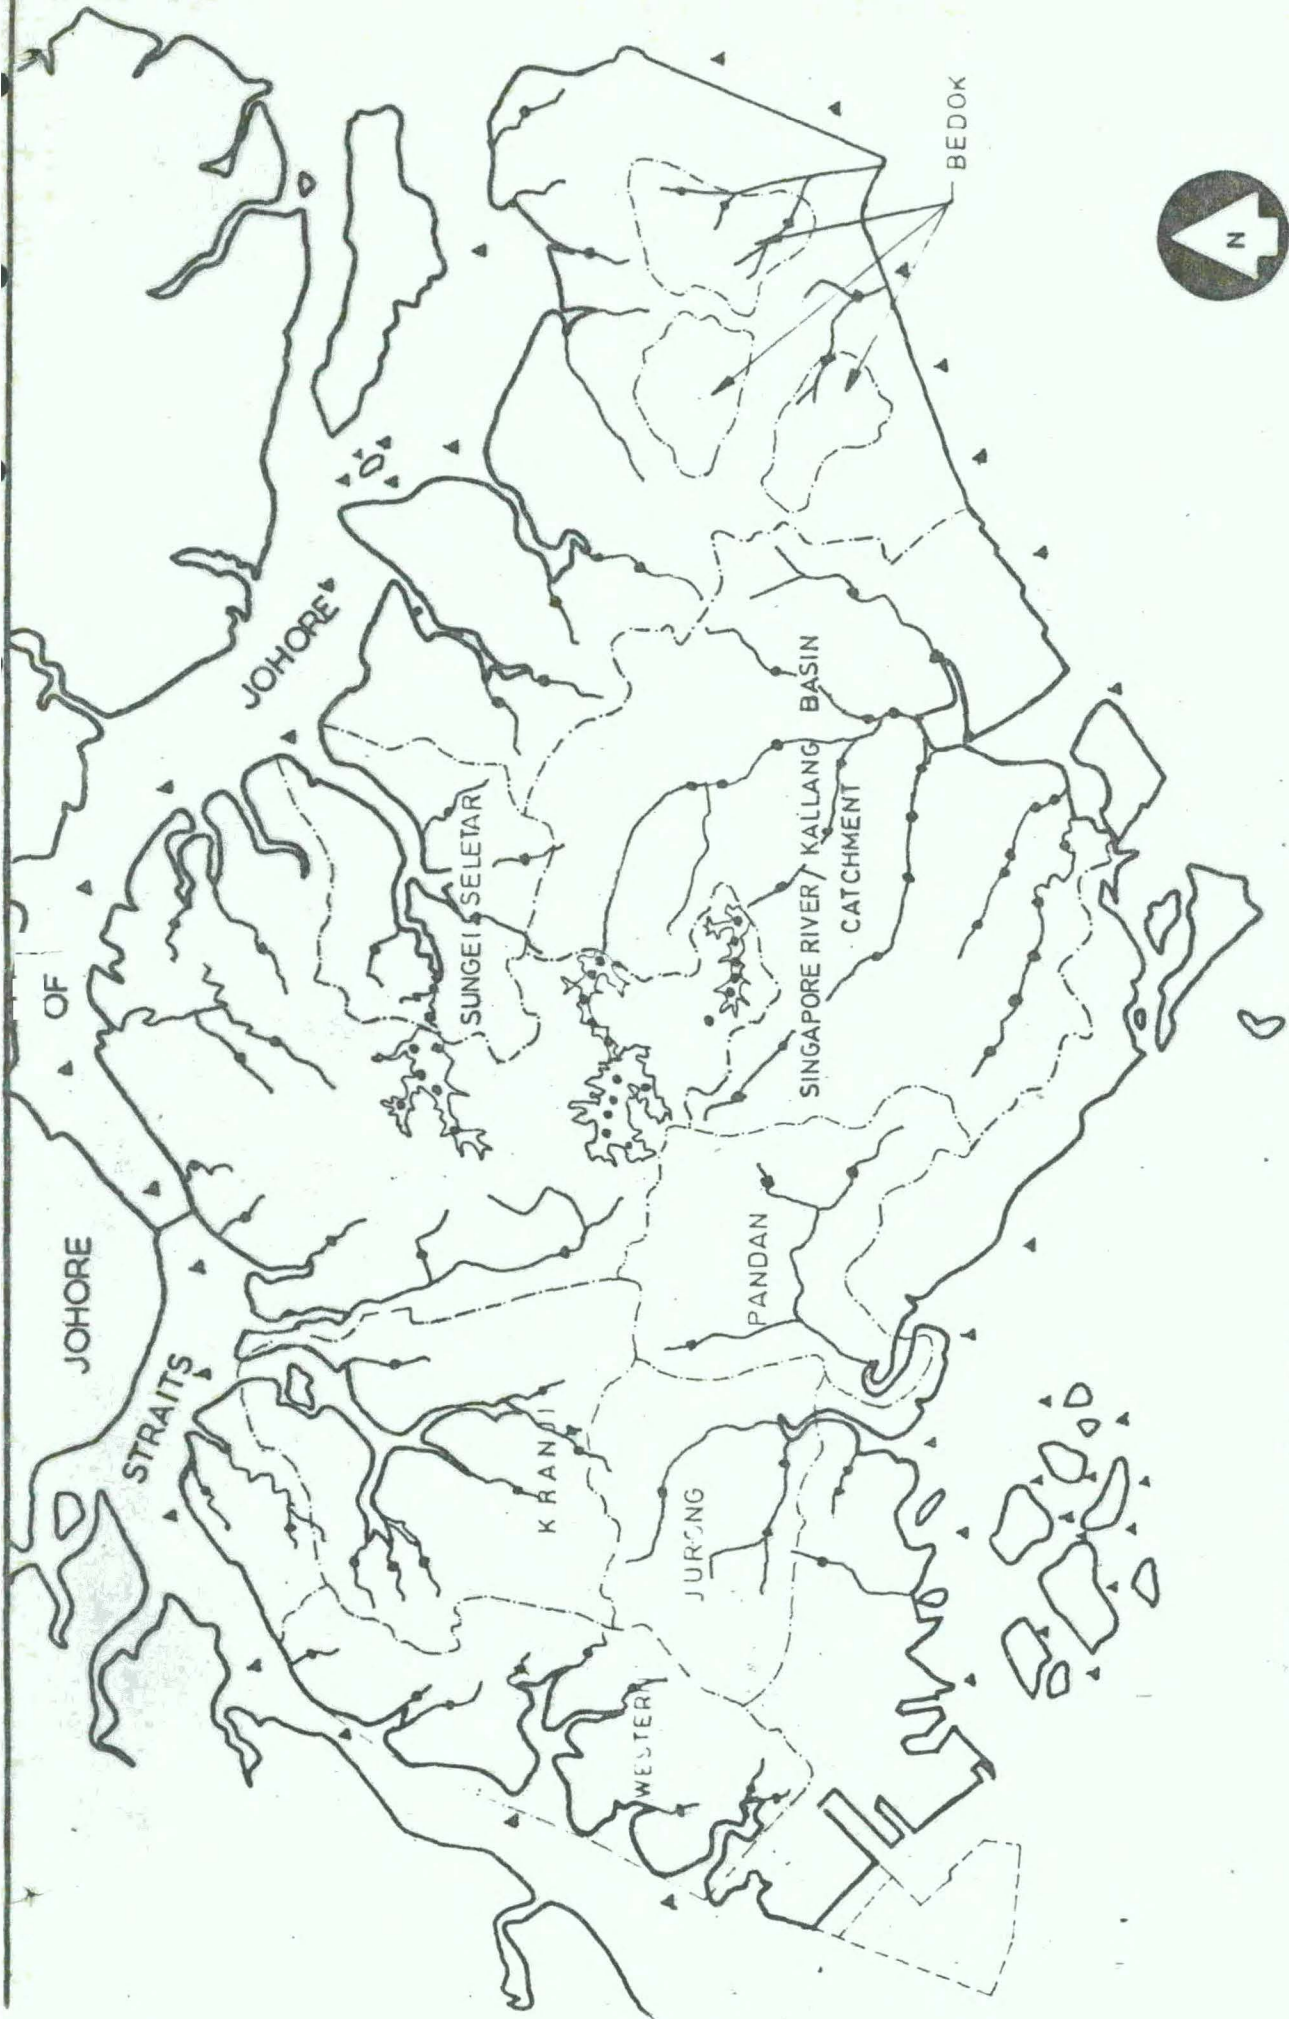 STRAITS
OF
JOHORE
JOHORE
SUNGEI SELETAR
KRANJI
SINGAPORE RIVER / KALLANG BASIN
CATCHMENT
WESTERN
JURONG
PANDAN
BEDOK
N